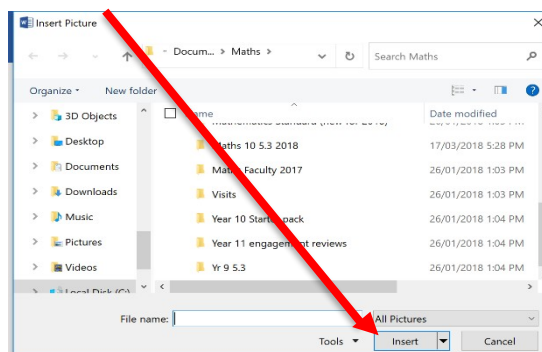 Insert Picture
Docum... > Maths >
Search Maths
Organize
New folder
Name
Date modified
3D Objects
Desktop
Maths 10 5.3 2018
17/03/2018 5:28 PM
Documents
Maths Faculty 2017
26/01/2018 1:03 PM
Downloads
Visits
26/01/2018 1:03 PM
Music
Year 10 Starter pack
26/01/2018 1:04 PM
Pictures
Year 11 engagement reviews
26/01/2018 1:04 PM
Videos
Yr 9 5.3
26/01/2018 1:04 PM
Local Disk (C:)
File name:
All Pictures
Tools
Insert
Cancel